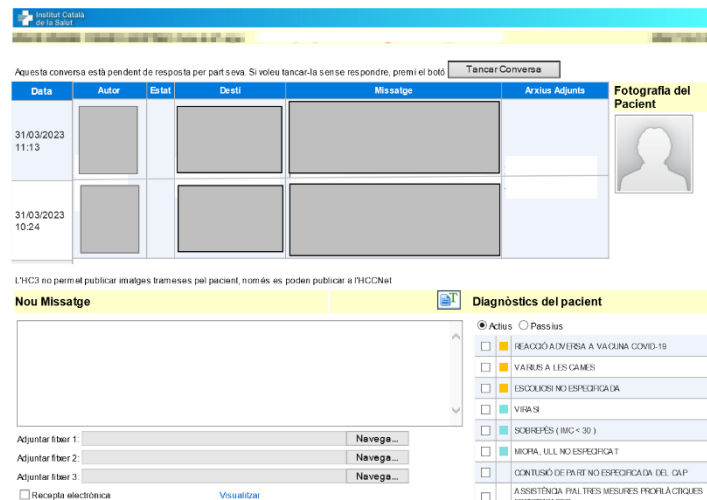 Institut Català
de la Salut
Aquesta conversa està pendent de resposta per part seva. Si voleu tancar-la sense respondre, premi el botó Tancar Conversa
Data Autor Estat Destí Missatge Arxius Adjunts
Fotografia del
Pacient
31/03/2023
11:13
31/03/2023
10:24
L'HC3 no permet publicar imatges trameses pel pacient, només es poden publicar a l'HCCNet
Nou Missatge
T
Diagnòstics del pacient
Actius Passius
REACCIÓ ADVERSA A VACUNA COVID-19
VARIUS A LES CAMES
ESCOLIOSI NO ESPECIFICADA
VIRASI
SOBREPÈS ( IMC < 30 )
MIOPIA, ULL NO ESPECIFICAT
CONTUSIÓ DE PART NO ESPECIFICADA DEL CAP
ASSISTÈNCIA P/ALTRES MESURES PROFILÀCTIQUES
Adjuntar fitxer 1: Navega...
Adjuntar fitxer 2: Navega...
Adjuntar fitxer 3: Navega...
Recepta electrònica Visualitzar